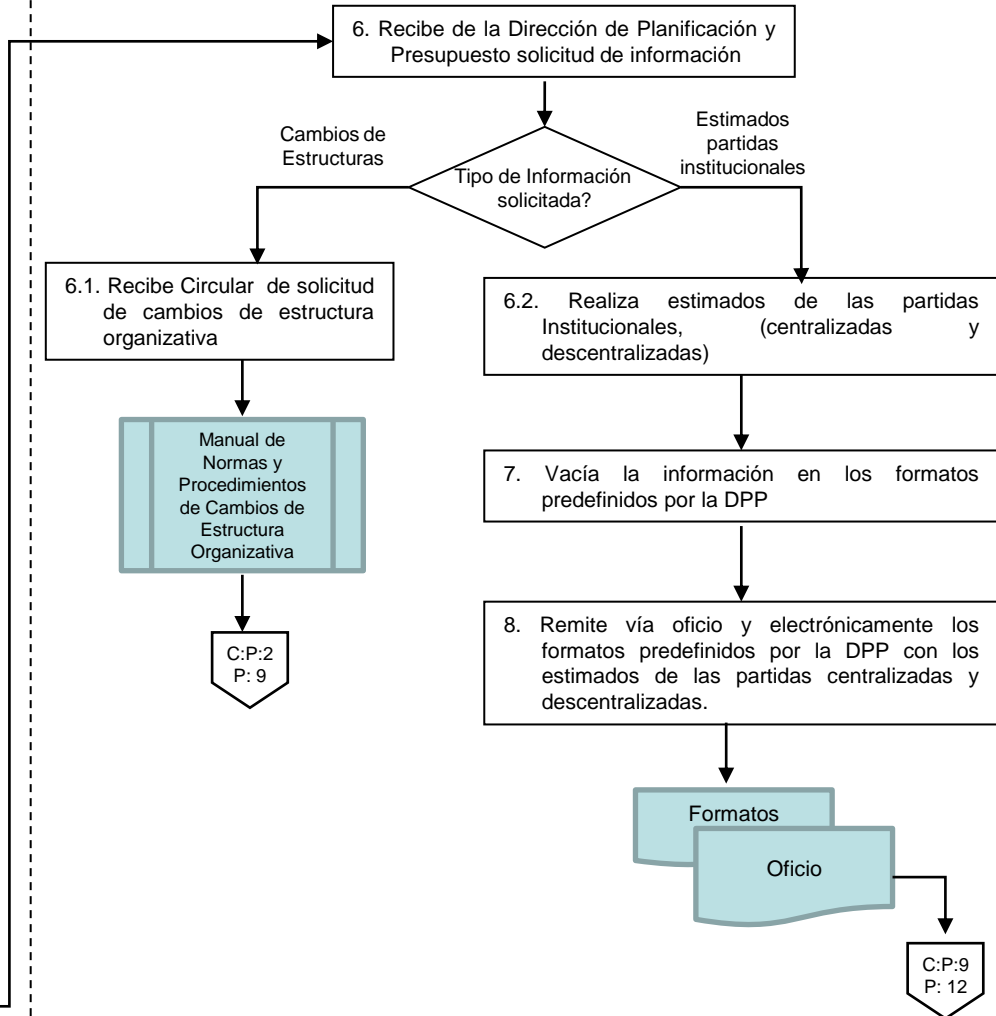 6. Recibe de la Dirección de Planificación y
Presupuesto solicitud de información
Cambios de
Estructuras
Tipo de Información
solicitada?
Estimados
partidas
institucionales
6.1. Recibe Circular de solicitud
de cambios de estructura
organizativa
Manual de
Normas y
Procedimientos
de Cambios de
Estructura
Organizativa
C:P:2
P: 9
6.2. Realiza estimados de las partidas
Institucionales, (centralizadas y
descentralizadas)
7. Vacía la información en los formatos
predefinidos por la DPP
8. Remite vía oficio y electrónicamente los
formatos predefinidos por la DPP con los
estimados de las partidas centralizadas y
descentralizadas.
Formatos
Oficio
C:P:9
P: 12